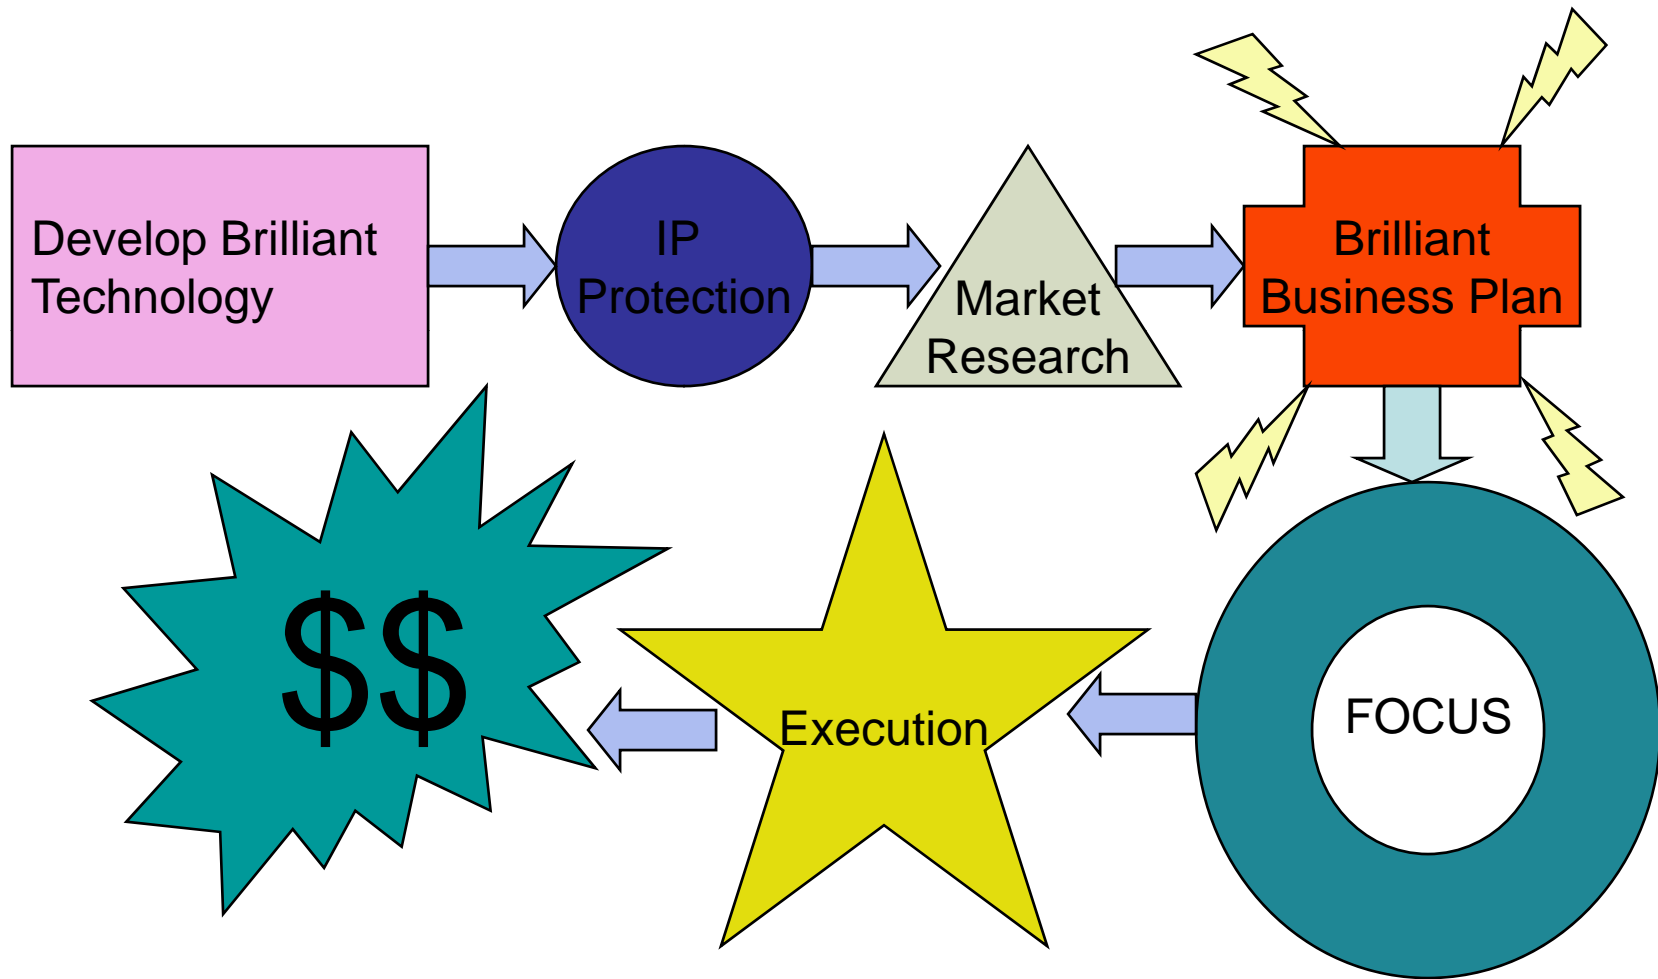 Develop Brilliant
Technology
IP
Protection
Market
Research
Brilliant
Business Plan
FOCUS
Execution
$$